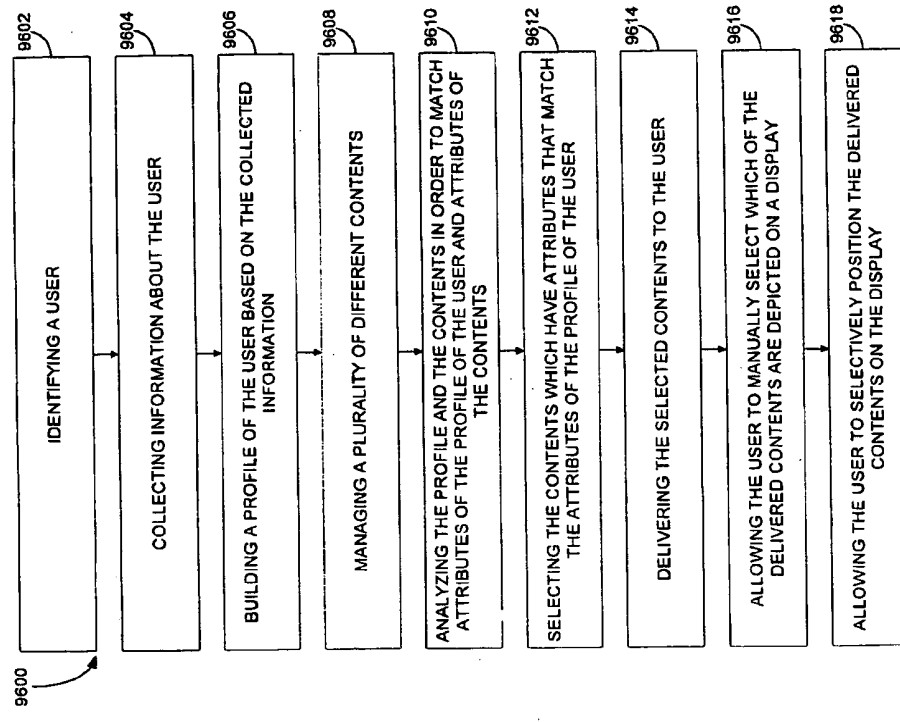 9600
9602
IDENTIFYING A USER
9604
COLLECTING INFORMATION ABOUT THE USER
9606
BUILDING A PROFILE OF THE USER BASED ON THE COLLECTED
INFORMATION
9608
MANAGING A PLURALITY OF DIFFERENT CONTENTS
9610
ANALYZING THE PROFILE AND THE CONTENTS IN ORDER TO MATCH
ATTRIBUTES OF THE PROFILE OF THE USER AND ATTRIBUTES OF
THE CONTENTS
9612
SELECTING THE CONTENTS WHICH HAVE ATTRIBUTES THAT MATCH
THE ATTRIBUTES OF THE PROFILE OF THE USER
9614
DELIVERING THE SELECTED CONTENTS TO THE USER
9616
ALLOWING THE USER TO MANUALLY SELECT WHICH OF THE
DELIVERED CONTENTS ARE DEPICTED ON A DISPLAY
9618
ALLOWING THE USER TO SELECTIVELY POSITION THE DELIVERED
CONTENTS ON THE DISPLAY